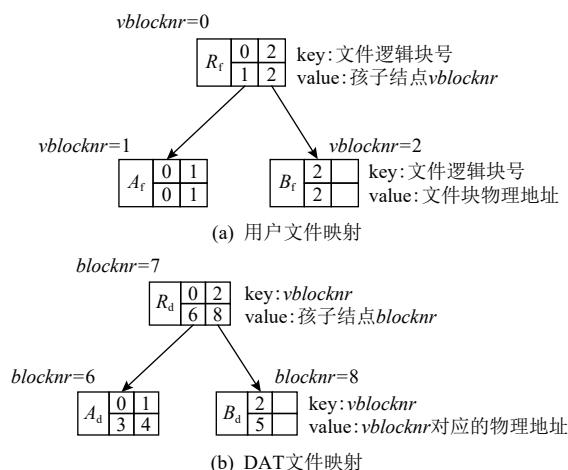 vblocknr=0
R_f 0 2 key:文件逻辑块号
1 2 value:孩子结点vblocknr
vblocknr=1 vblocknr=2
A_f 0 1 B_f 2 key:文件逻辑块号
0 1 2 value:文件块物理地址
(a) 用户文件映射
blocknr=7
R_d 0 2 key:vblocknr
6 8 value:孩子结点blocknr
blocknr=6 blocknr=8
A_d 0 1 B_d 2 key:vblocknr
3 4 5 value:vblocknr对应的物理地址
(b) DAT文件映射